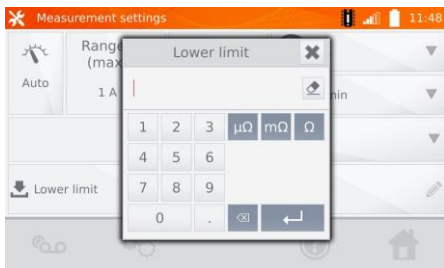 Measurement settings 11:48
Range
(max
Auto
1 A
Lower limit
min
1 2 3 μΩ mΩ Ω
4 5 6
7 8 9
0 .
Lower limit